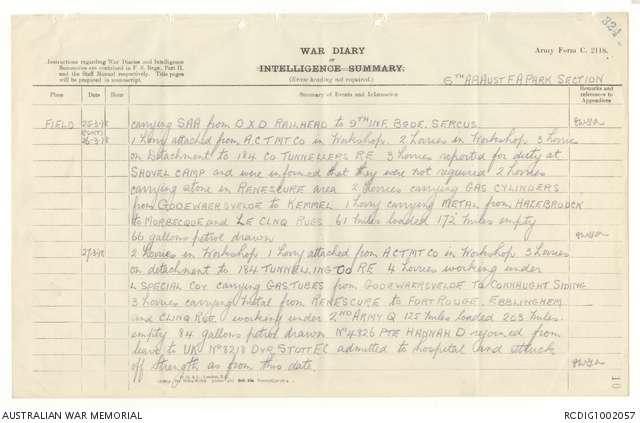 324
WAR DIARY
OR
INTELLIGENCE SUMMARY.
(Erase heading not required.)
Army Form C. 2118.
Instructions regarding War Diaries and Intelligence
Summaries are contained in F. S. Regs., Part II.
and the Staff Manual respectively. Title pages
will be prepared in manuscript.
6TH AA AUST F A PARK SECTION
Place Date Hour Summary of Events and Information Remarks and references to Appendices
FIELD 25-3-18 carrying SAA from OXD RAILHEAD to 9TH INF. BGDE. SERCUS.
(CONT)
26-3-18 1 lorry attached from A.C.T.MT Co in Workshop. 2 lorries in Workshop 3 lorries
on Detachment to 184 Co TUNNELLERS RE 3 lorries reported for duty at
SHOVEL CAMP and were informed that they were not required 2 lorries
carrying stone in RENESCURE area 2 lorries carrying GAS CYLINDERS
from GODEWAERSVELDE to KEMMEL 1 lorry carrying METAL from HAZEBROUCK
to MORBECQUE and LE CLNQ RUES 61 miles loaded 172 miles empty
66 gallons petrol drawn
27-3-18 2 lorries in Workshop 1 lorry attached from ACTMT Co in Workshop 3 lorries
on detachment to 184 TUNNELLING Co RE 4 lorries working under
L SPECIAL COY carrying GAS TUBES from GODEWAERSVELDE to CONNAUGHT SIDING
3 lorries carrying metal from RENESCURE to FORT ROUGE. EBBLINGHEM
and CLNQ RUE working under 2ND ARMY Q 125 miles loaded 203 miles
empty 84 gallons petrol drawn No 4826 PTE HANNAH D rejoined from
leave to UK No 8218 DVR STOTT EC admitted to hospital and struck
off strength as from this date.
10
AUSTRALIAN WAR MEMORIAL
RCDIG1002057